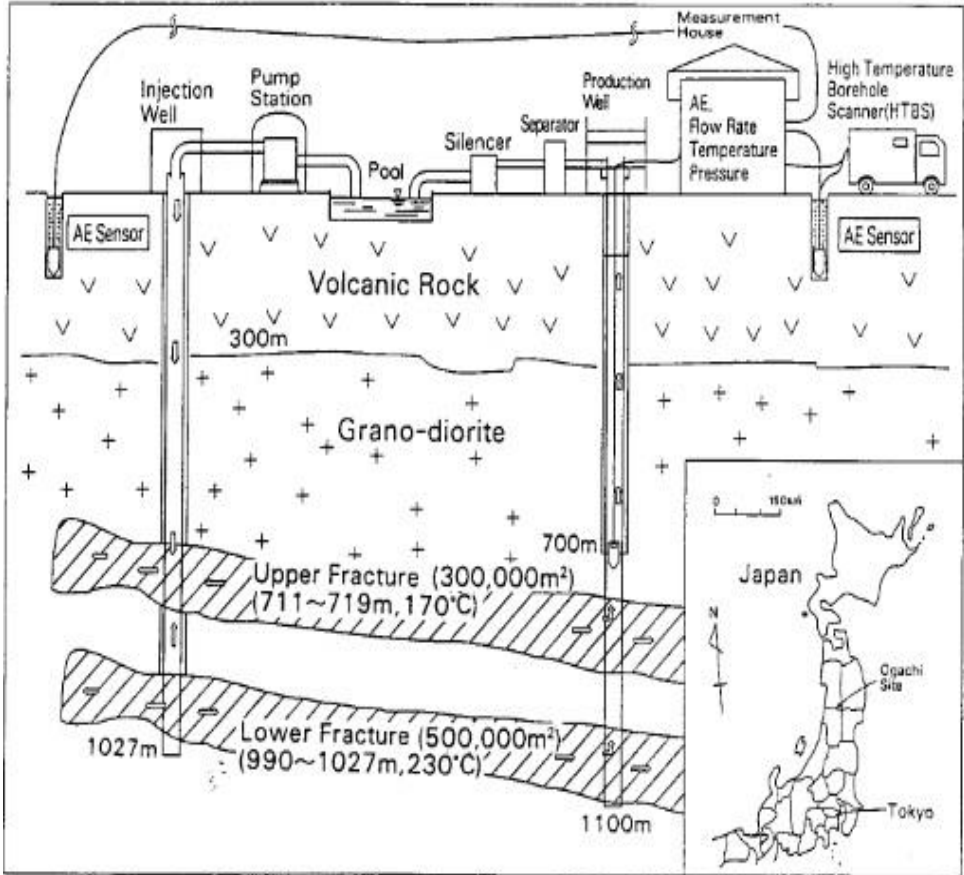 Measurement
House
High Temperature
Borehole
Scanner(HTBS)
Injection
Well
Pump
Station
Production
Well
AE,
Flow Rate
Temperature
Pressure
Silencer
Separator
Pool
AE Sensor
AE Sensor
Volcanic Rock
300m
Grano-diorite
700m
Upper Fracture (300,000m²)
(711~719m, 170°C)
Lower Fracture (500,000m²)
(990~1027m, 230°C)
1027m
1100m
0 150km
Japan
N
Ogachi
Site
Tokyo